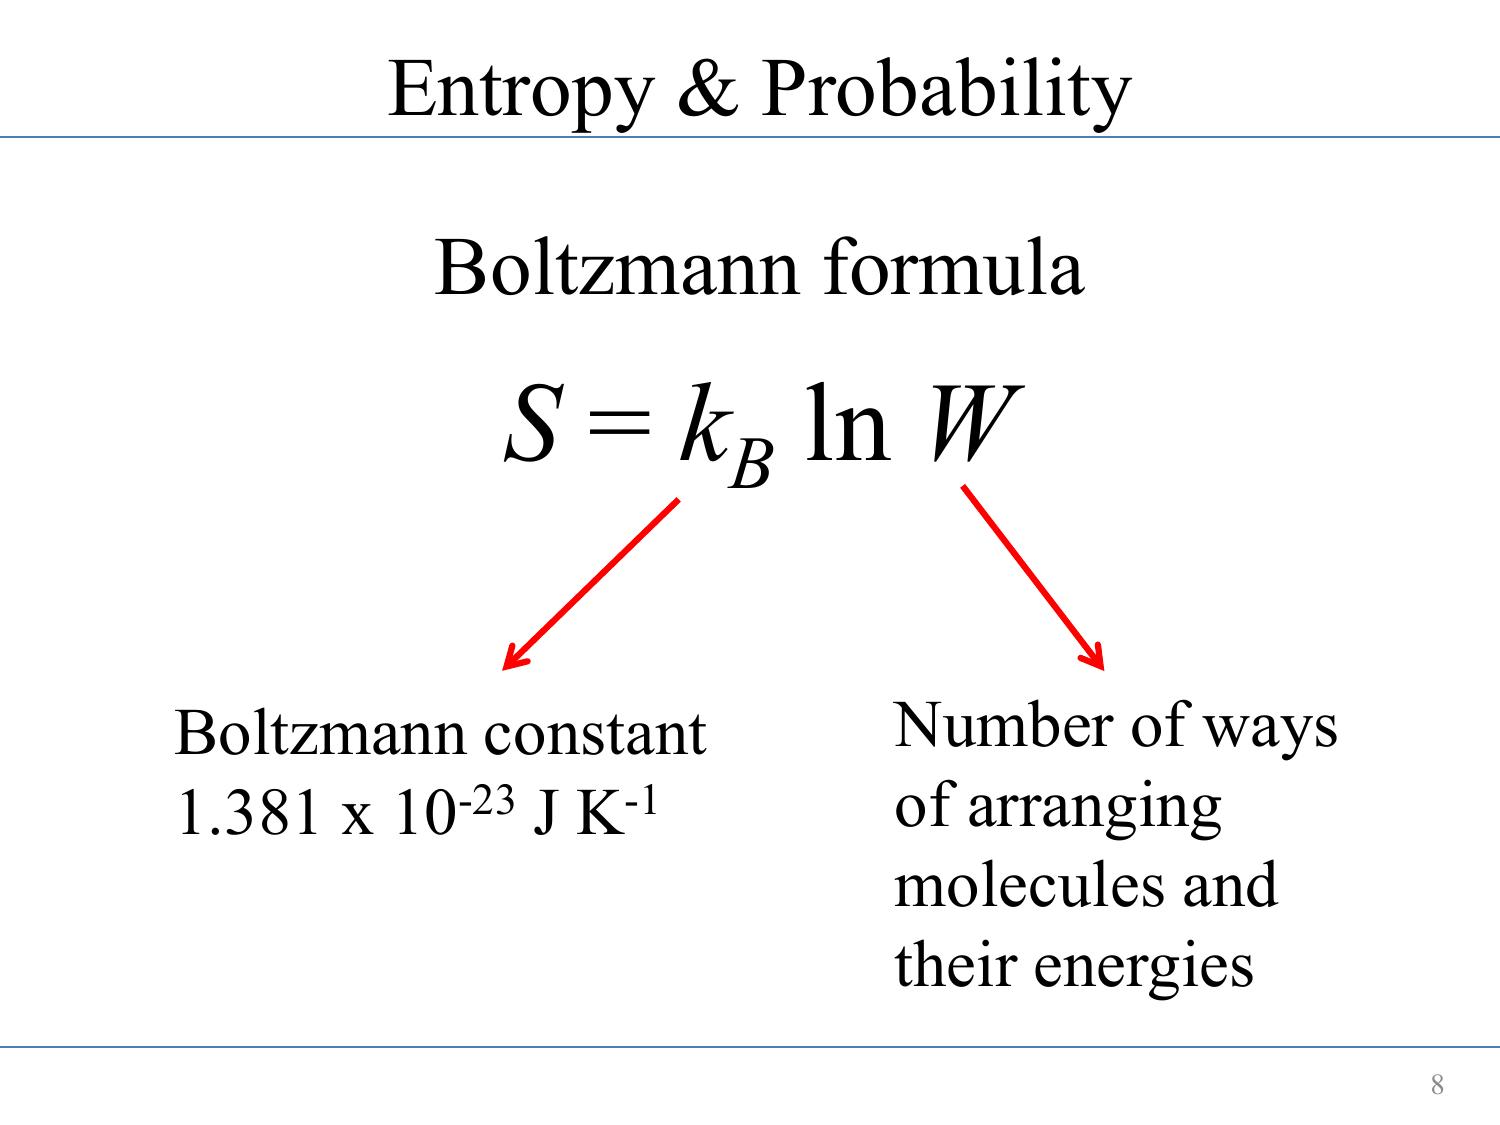 Entropy & Probability
Boltzmann formula
S = k_B ln W
Boltzmann constant
1.381 x 10⁻²³ J K⁻¹
Number of ways
of arranging
molecules and
their energies
8